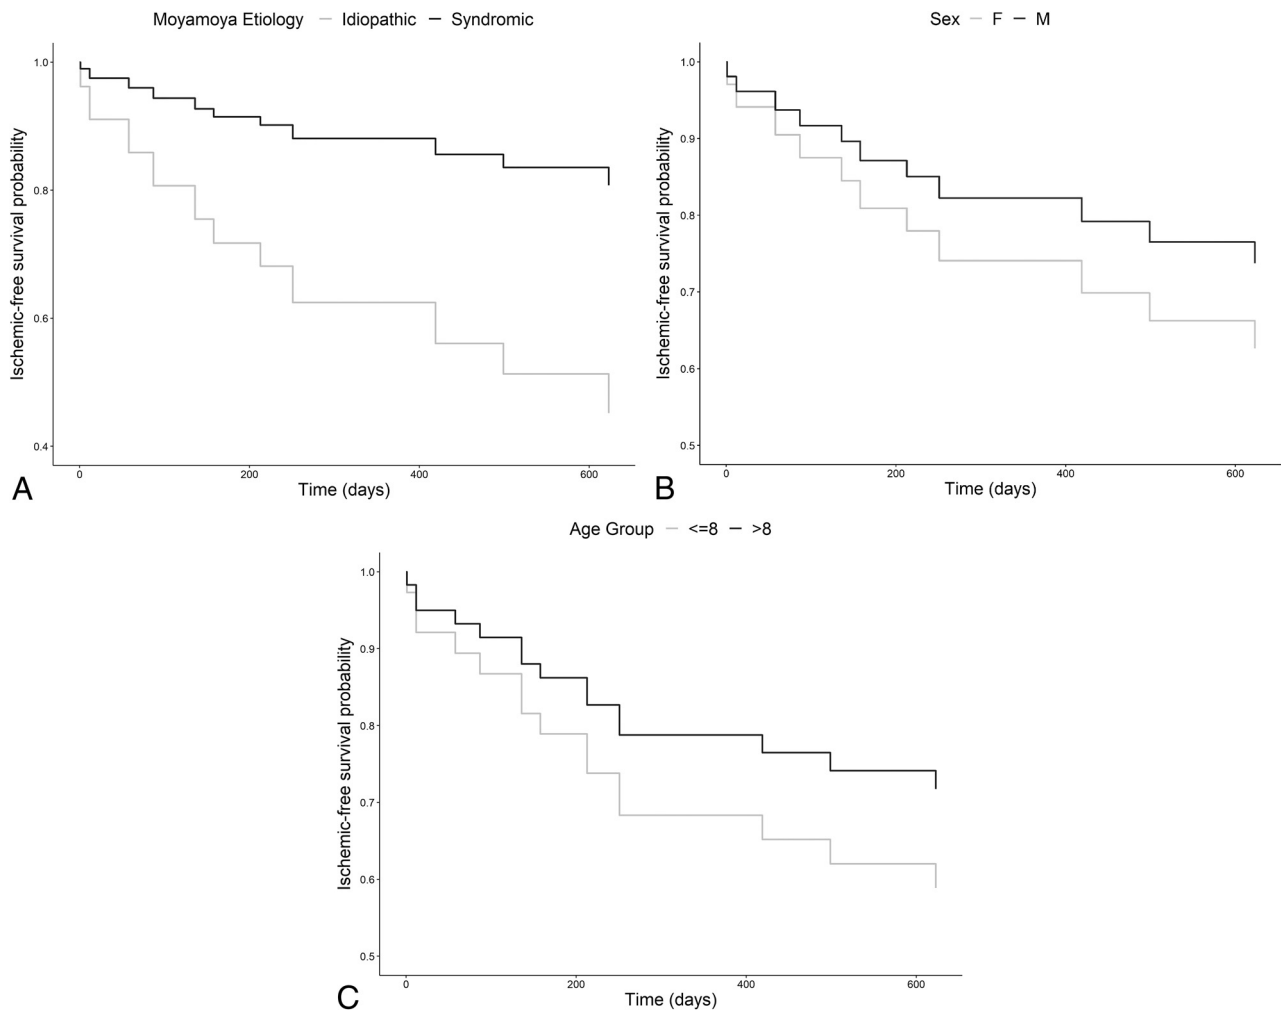 Moyamoya Etiology Idiopathic Syndromic
1.0
0.8
0.6
0.4
Ischemic-free survival probability
0 200 400 600
Time (days)
A
Sex F M
1.0
0.9
0.8
0.7
0.6
0.5
Ischemic-free survival probability
0 200 400 600
Time (days)
B
Age Group <=8 >8
1.0
0.9
0.8
0.7
0.6
0.5
Ischemic-free survival probability
0 200 400 600
Time (days)
C